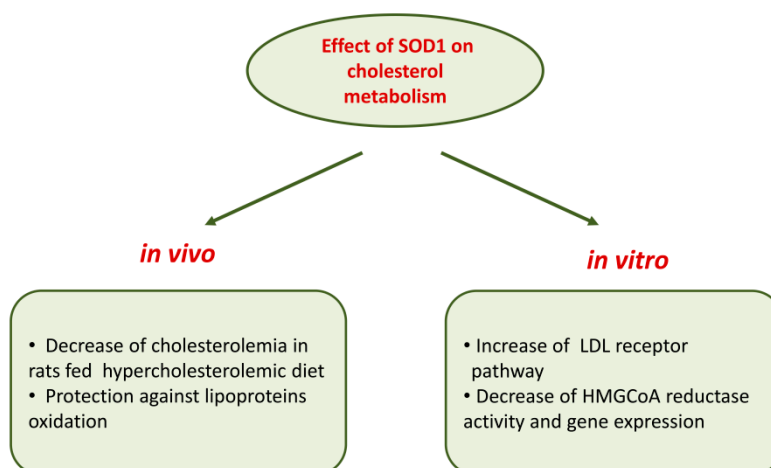 Effect of SOD1 on
cholesterol
metabolism
in vivo
in vitro
• Decrease of cholesterolemia in
rats fed hypercholesterolemic diet
• Protection against lipoproteins
oxidation
• Increase of LDL receptor
pathway
• Decrease of HMGCoA reductase
activity and gene expression